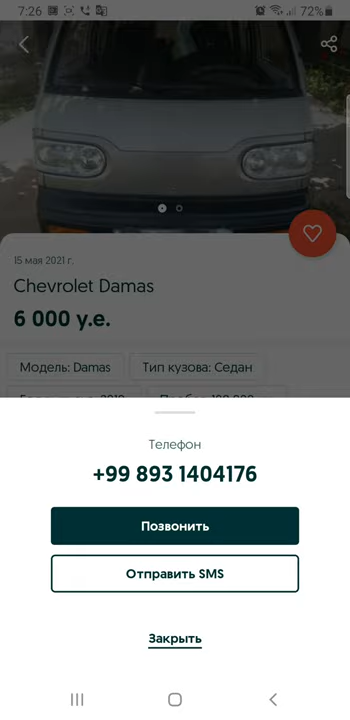 7:26
72%
15 мая 2021 г.
Chevrolet Damas
6 000 у.е.
Модель: Damas
Тип кузова: Седан
Телефон
+99 893 1404176
Позвонить
Отправить SMS
Закрыть